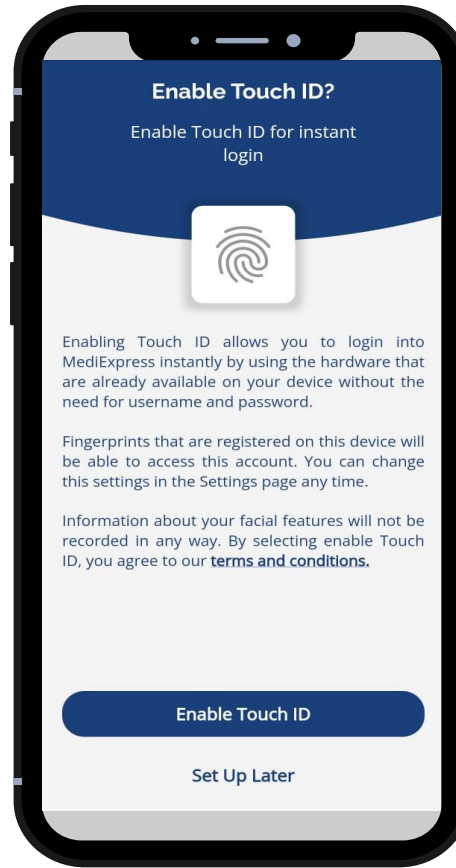 Enable Touch ID?
Enable Touch ID for instant
login
Enabling Touch ID allows you to login into
MediExpress instantly by using the hardware that
are already available on your device without the
need for username and password.
Fingerprints that are registered on this device will
be able to access this account. You can change
this settings in the Settings page any time.
Information about your facial features will not be
recorded in any way. By selecting enable Touch
ID, you agree to our terms and conditions.
Enable Touch ID
Set Up Later